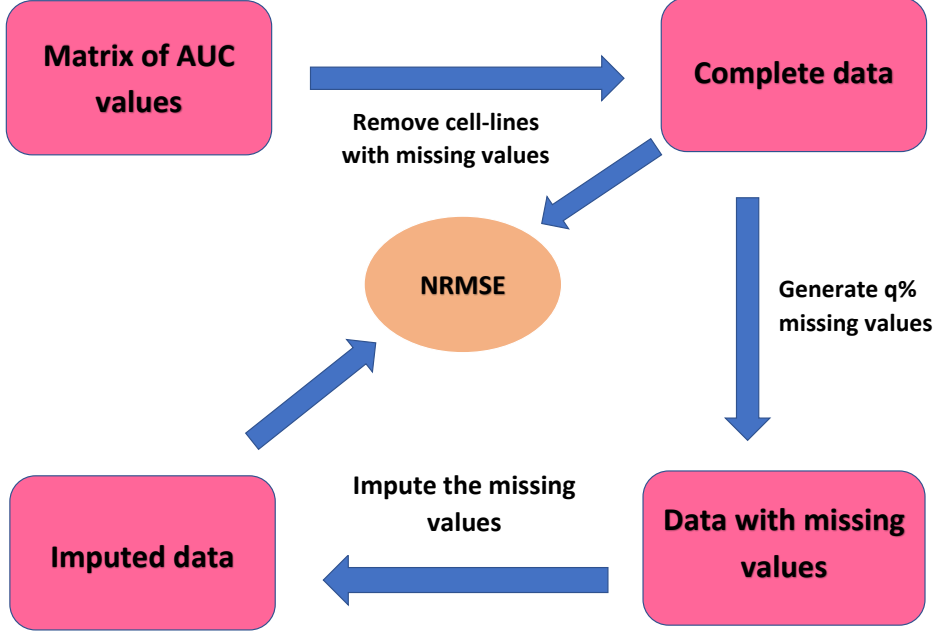 Matrix of AUC
values
Remove cell-lines
with missing values
Complete data
NRMSE
Generate q%
missing values
Impute the missing
values
Imputed data
Data with missing
values